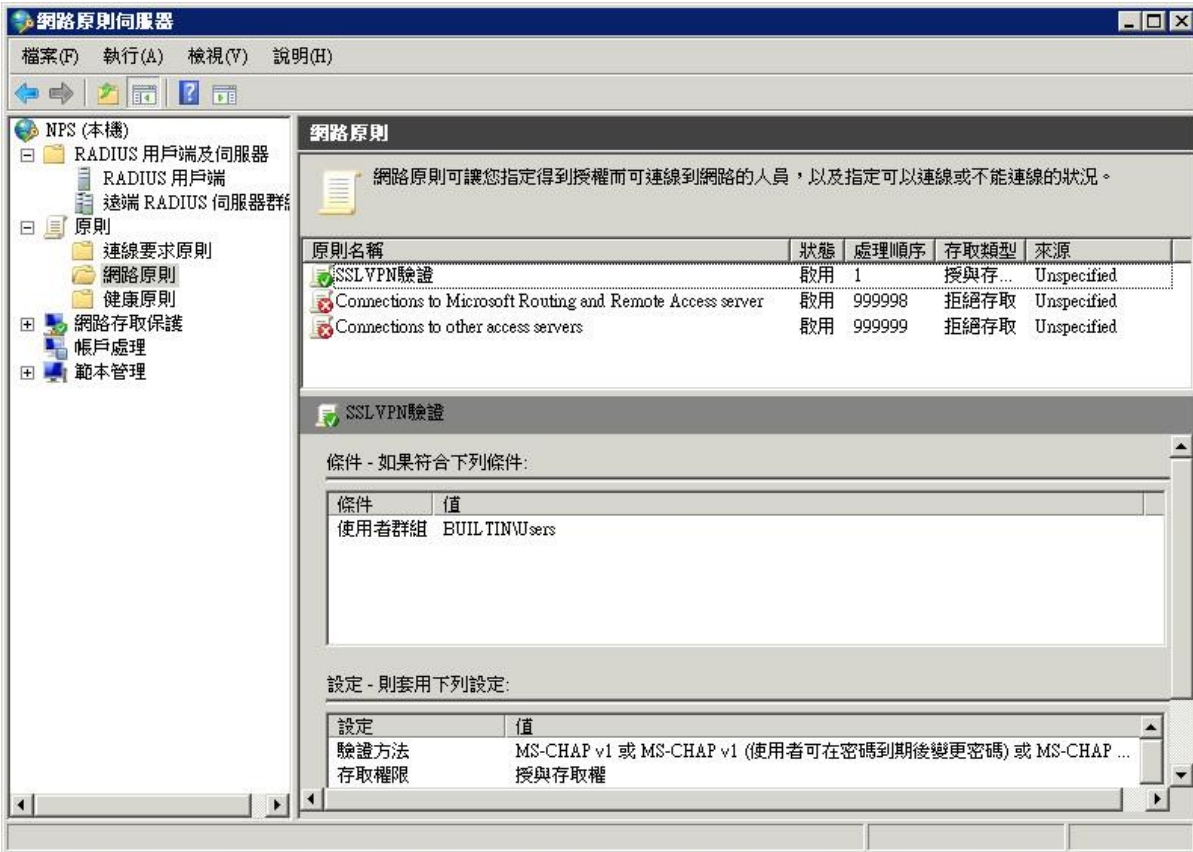 網路原則伺服器
檔案(F) 執行(A) 檢視(V) 說明(H)
NPS (本機)
RADIUS 用戶端及伺服器
RADIUS 用戶端
遠端 RADIUS 伺服器群組
原則
連線要求原則
網路原則
健康原則
網路存取保護
帳戶處理
範本管理
網路原則
網路原則可讓您指定得到授權而可連線到網路的人員，以及指定可以連線或不能連線的狀況。
原則名稱 狀態 處理順序 存取類型 來源
SSLVPN驗證 啟用 1 授與存... Unspecified
Connections to Microsoft Routing and Remote Access server 啟用 999998 拒絕存取 Unspecified
Connections to other access servers 啟用 999999 拒絕存取 Unspecified
SSLVPN驗證
條件 - 如果符合下列條件:
條件 值
使用者群組 BUILTIN\Users
設定 - 則套用下列設定:
設定 值
驗證方法 MS-CHAP v1 或 MS-CHAP v1 (使用者可在密碼到期後變更密碼) 或 MS-CHAP ...
存取權限 授與存取權